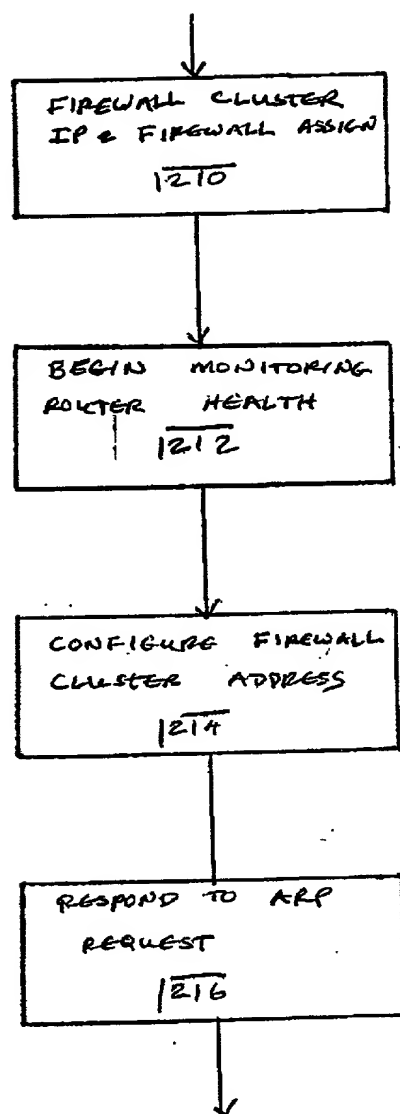 FIREWALL CLUSTER
IP & FIREWALL ASSIGN
1210
BEGIN MONITORING
ROUTER HEALTH
1212
CONFIGURE FIREWALL
CLUSTER ADDRESS
1214
RESPOND TO ARP
REQUEST
1216